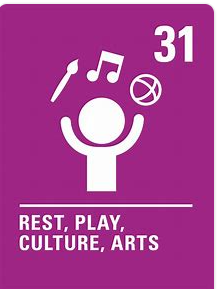 31
REST, PLAY,
CULTURE, ARTS